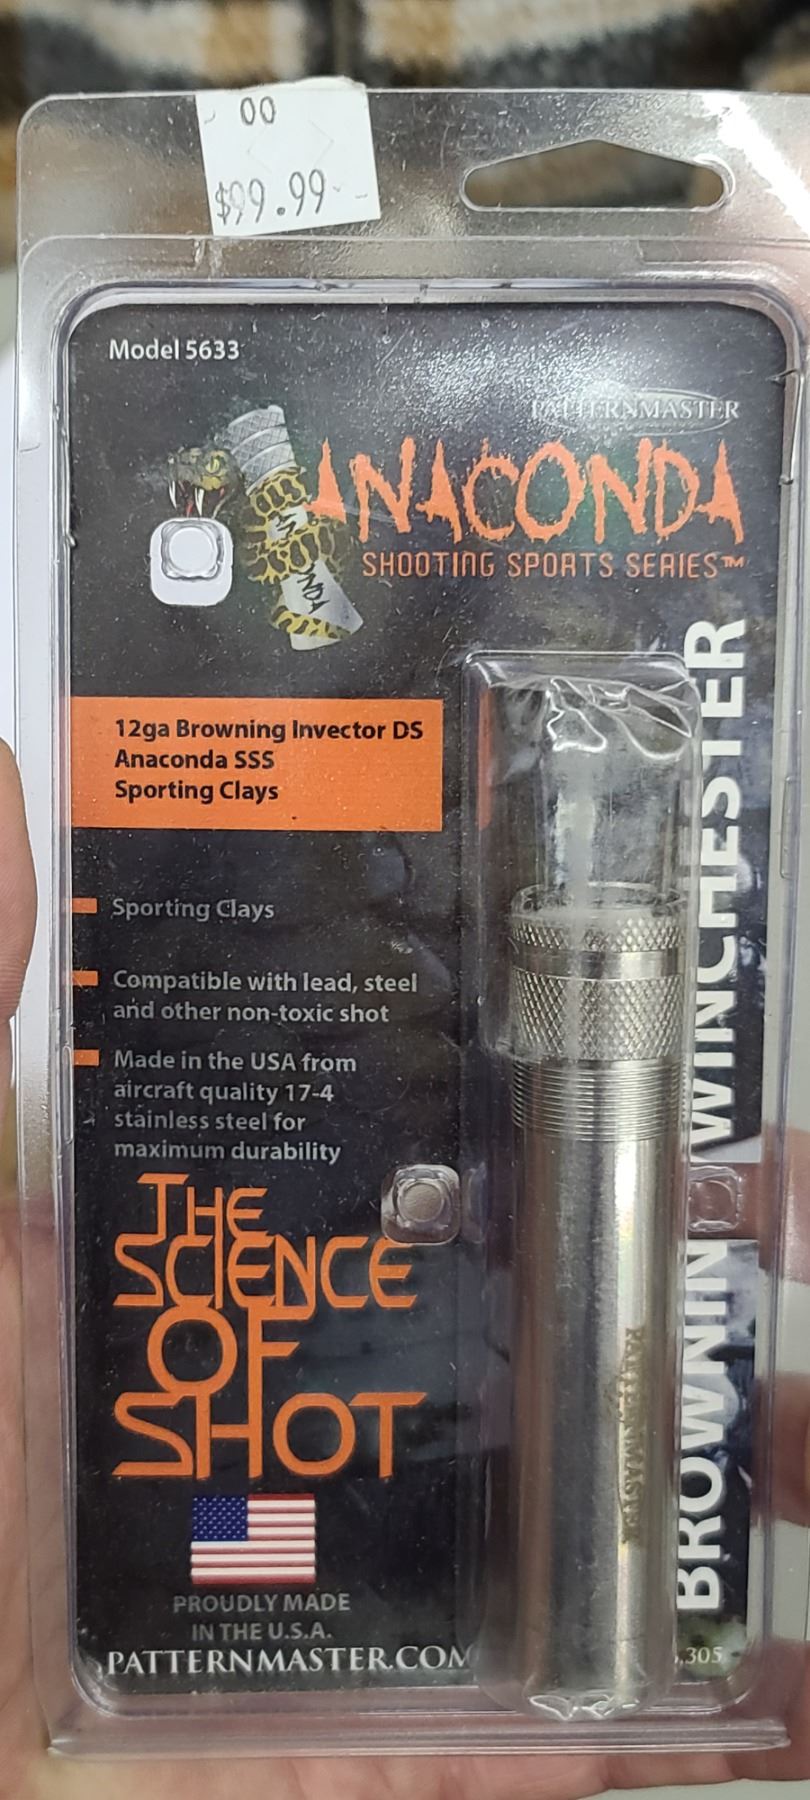 00
$99.99
Model 5633
PATTERNMASTER
ANACONDA
SHOOTING SPORTS SERIES™
12ga Browning Invector DS
Anaconda SSS
Sporting Clays
Sporting Clays
Compatible with lead, steel
and other non-toxic shot
Made in the USA from
aircraft quality 17-4
stainless steel for
maximum durability
THE
SCIENCE
OF
SHOT
PROUDLY MADE
IN THE U.S.A.
PATTERNMASTER.COM
,305
BROWNIN WINCHESTER
PATTERNMASTER